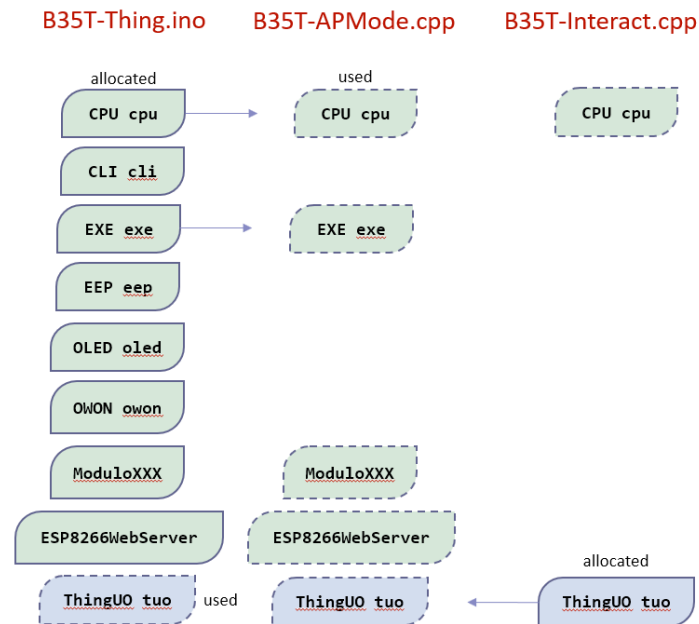 B35T-Thing.ino B35T-APMode.cpp B35T-Interact.cpp
allocated used
CPU cpu CPU cpu CPU cpu
CLI cli
EXE exe EXE exe
EEP eep
OLED oled
OWON owon
ModuloXXX ModuloXXX
ESP8266WebServer ESP8266WebServer
allocated
ThingUO tuo used ThingUO tuo ThingUO tuo